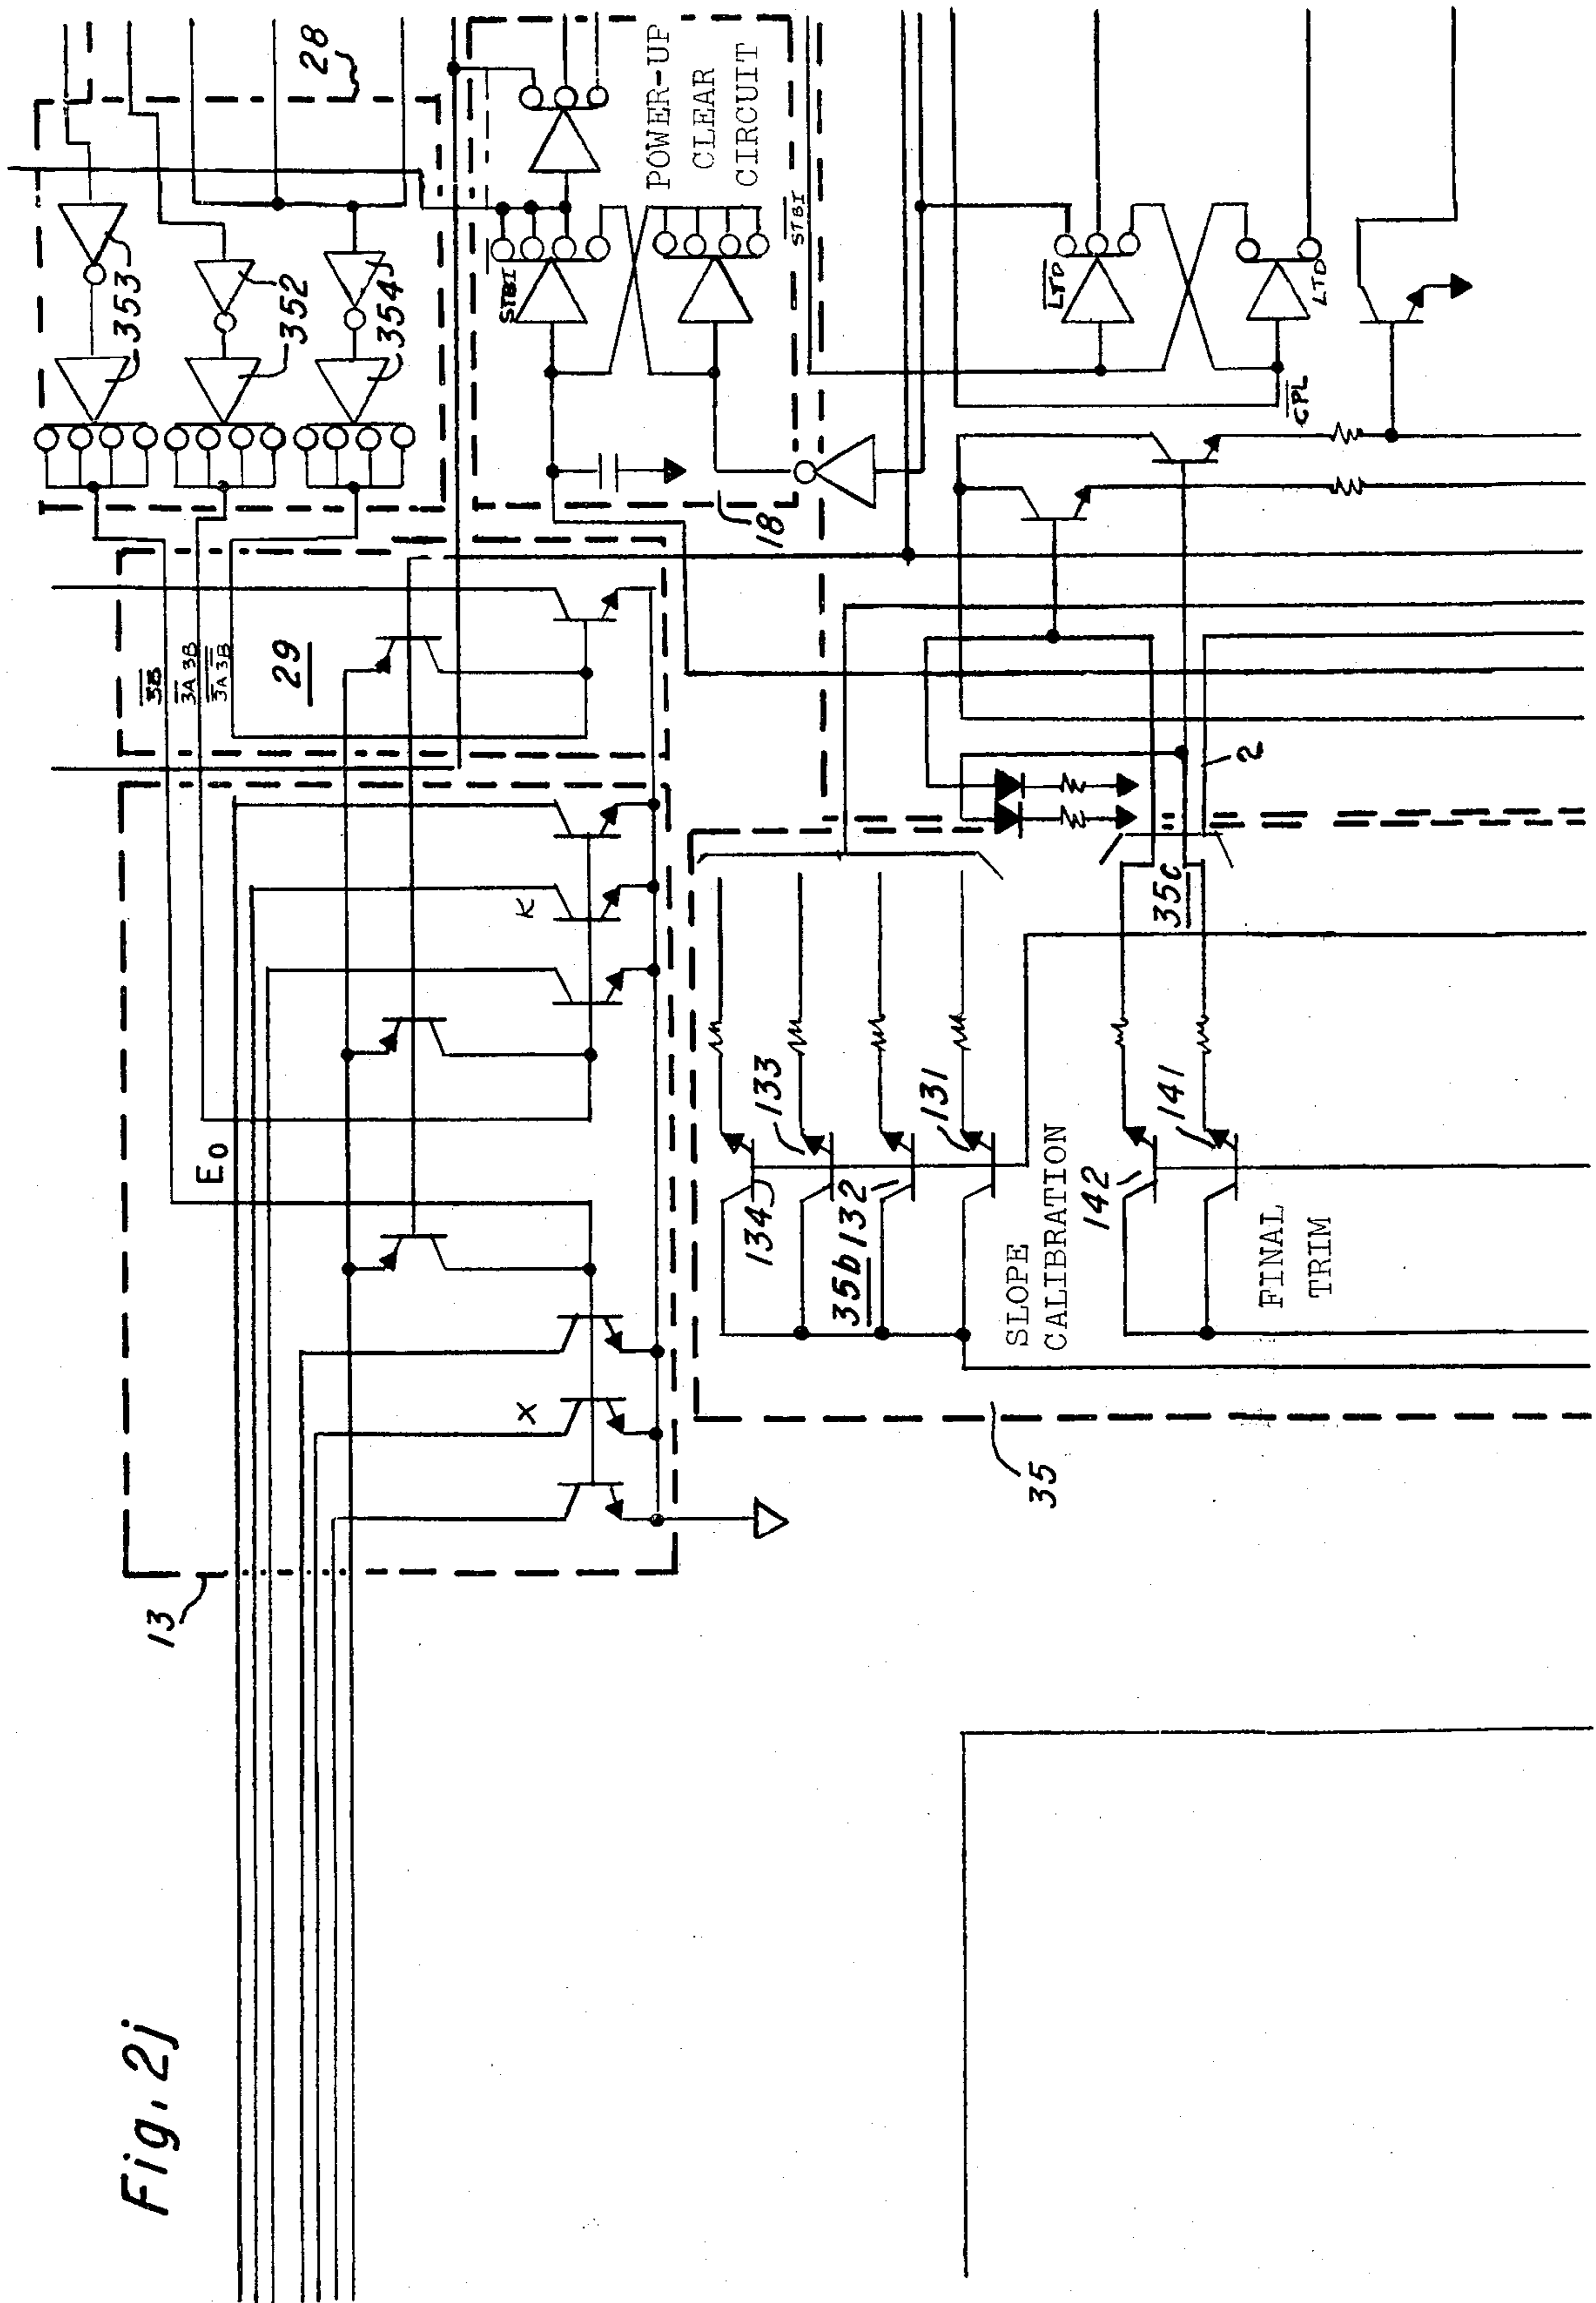 Fig. 2j
28
353
352
354
POWER-UP
CLEAR
CIRCUIT
STBI
STBI
18
3B
3A 3B
3A 3B
29
E0
K
X
13
LTD
LTD
CPL
2
35c
133
131
134
132
35b
141
142
SLOPE
CALIBRATION
FINAL
TRIM
35